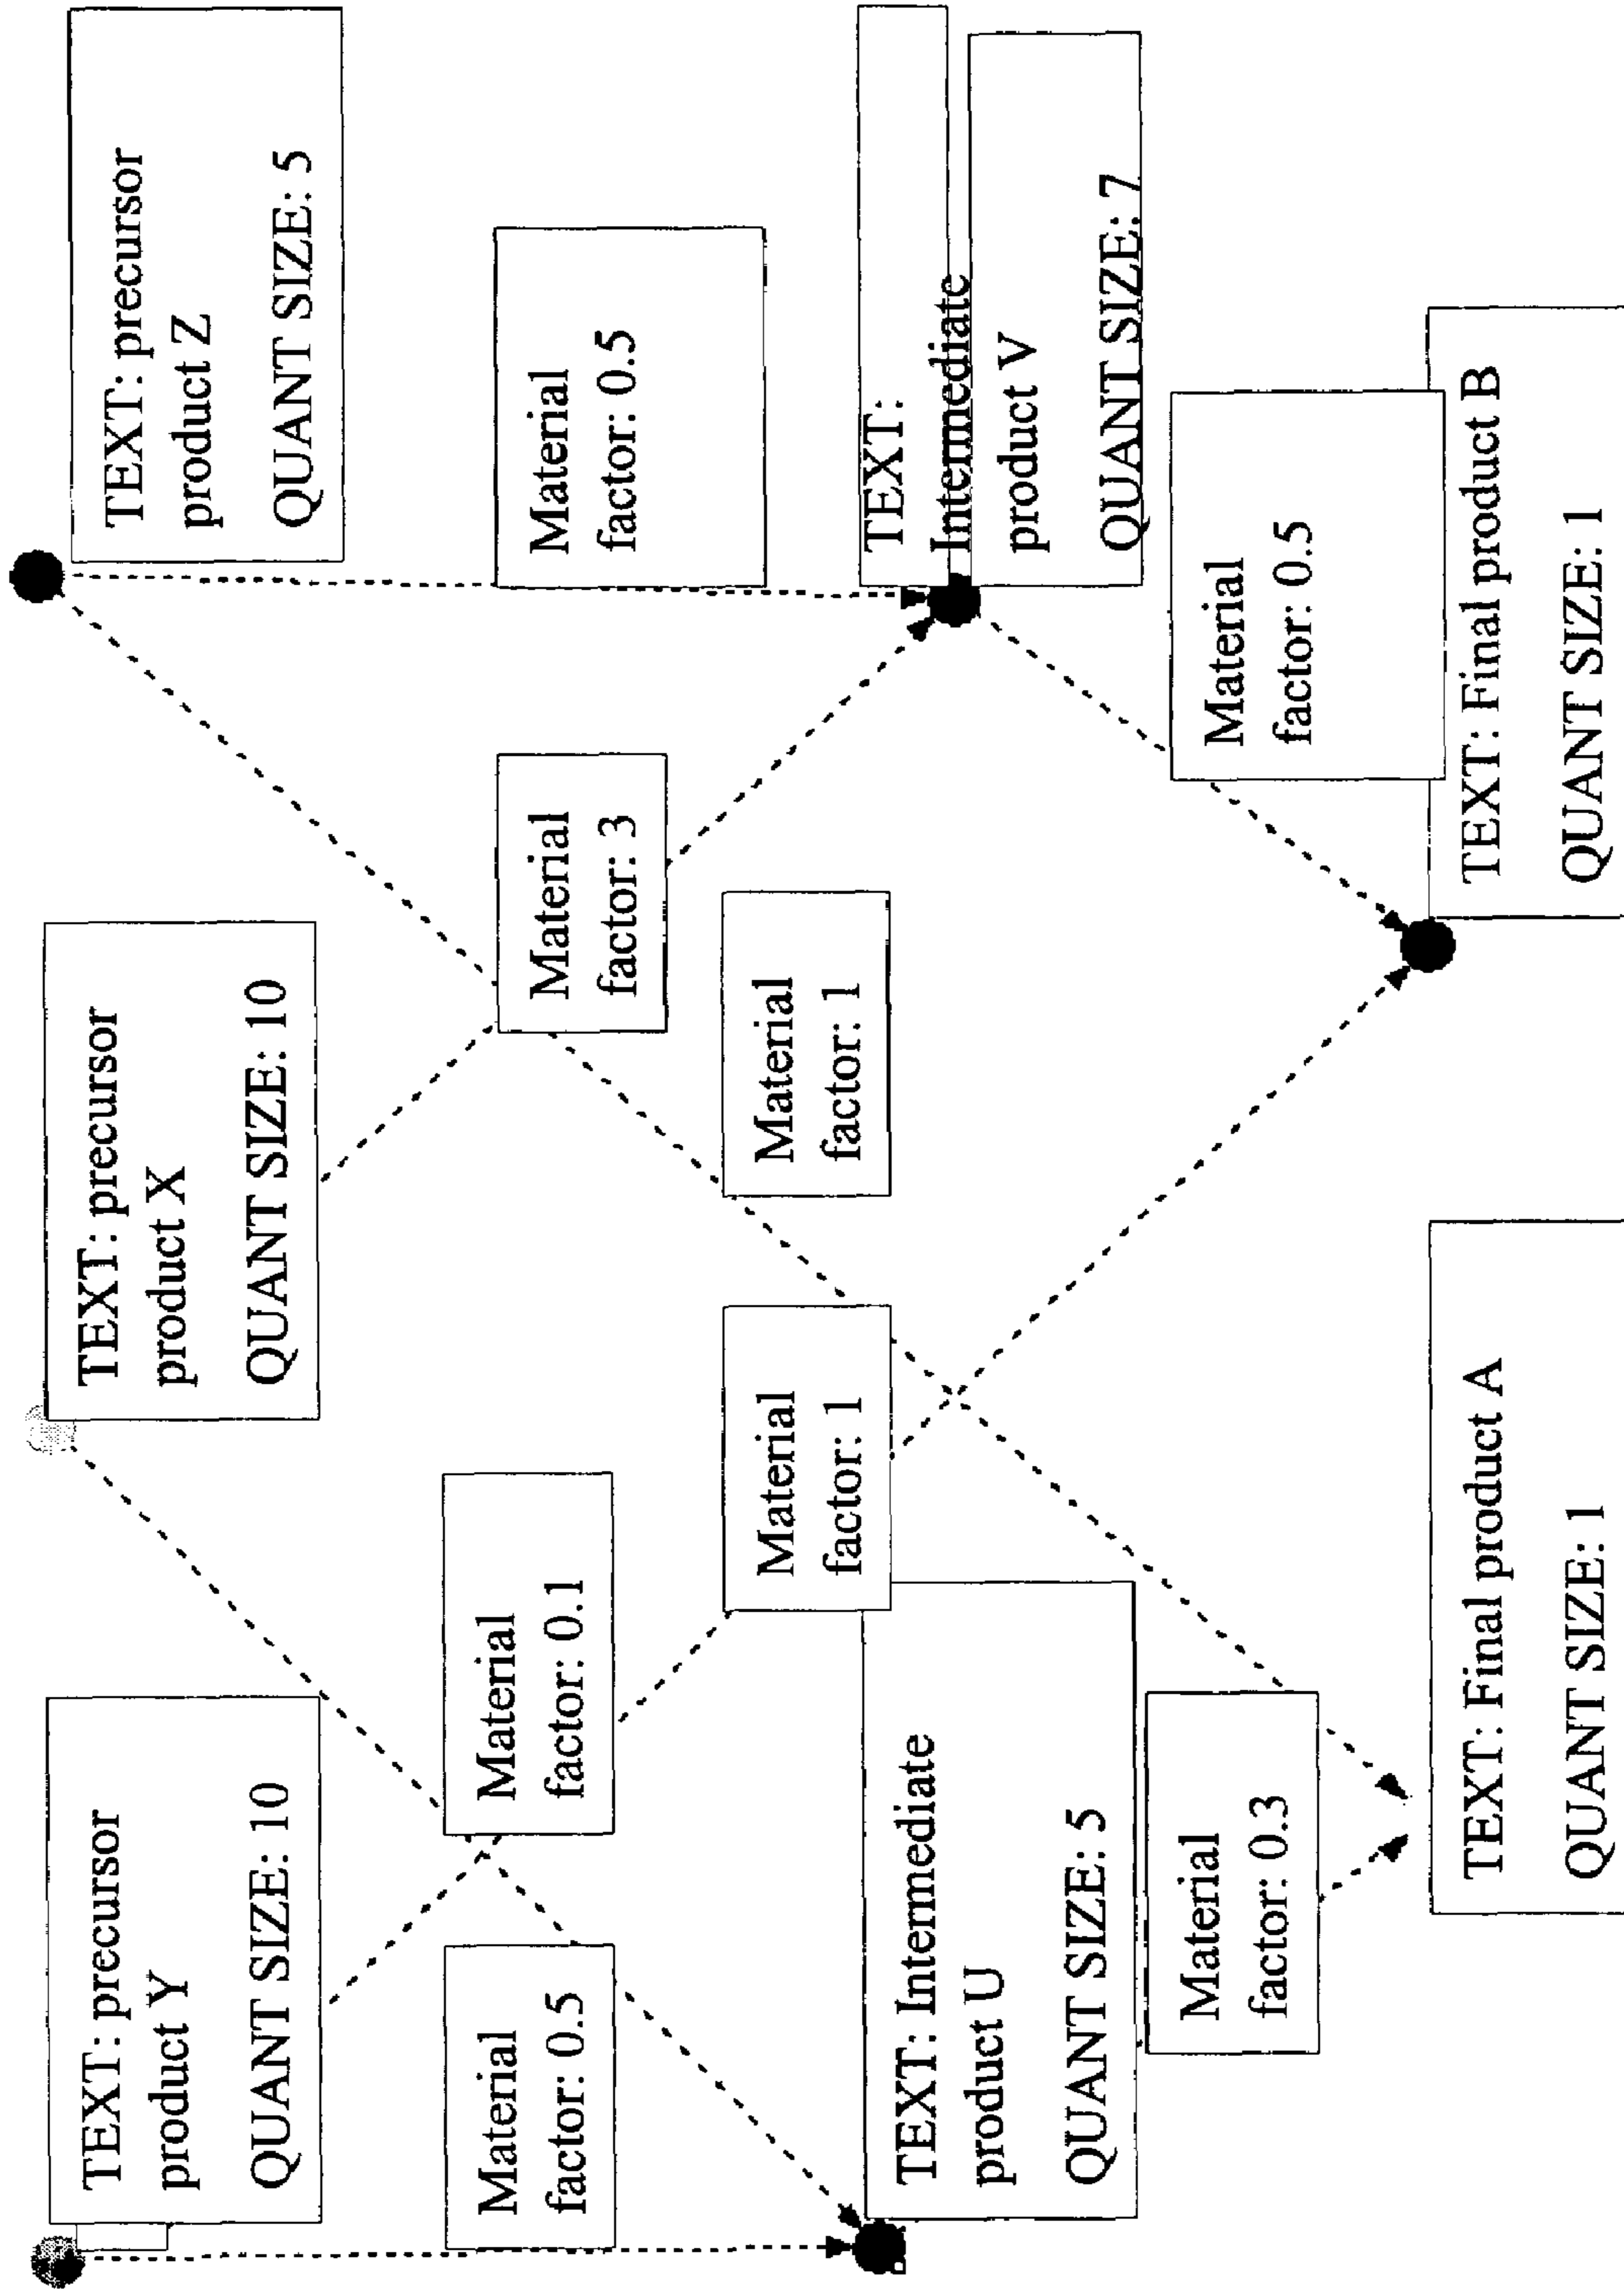 TEXT: precursor
product Y
QUANT SIZE: 10
TEXT: precursor
product X
QUANT SIZE: 10
TEXT: precursor
product Z
QUANT SIZE: 5
Material
factor: 0.5
Material
factor: 0.1
Material
factor: 3
Material
factor: 0.5
Material
factor: 1
Material
factor: 1
TEXT: Intermediate
product U
QUANT SIZE: 5
TEXT:
Intermediate
product V
QUANT SIZE: 7
Material
factor: 0.3
Material
factor: 0.5
TEXT: Final product A
QUANT SIZE: 1
TEXT: Final product B
QUANT SIZE: 1